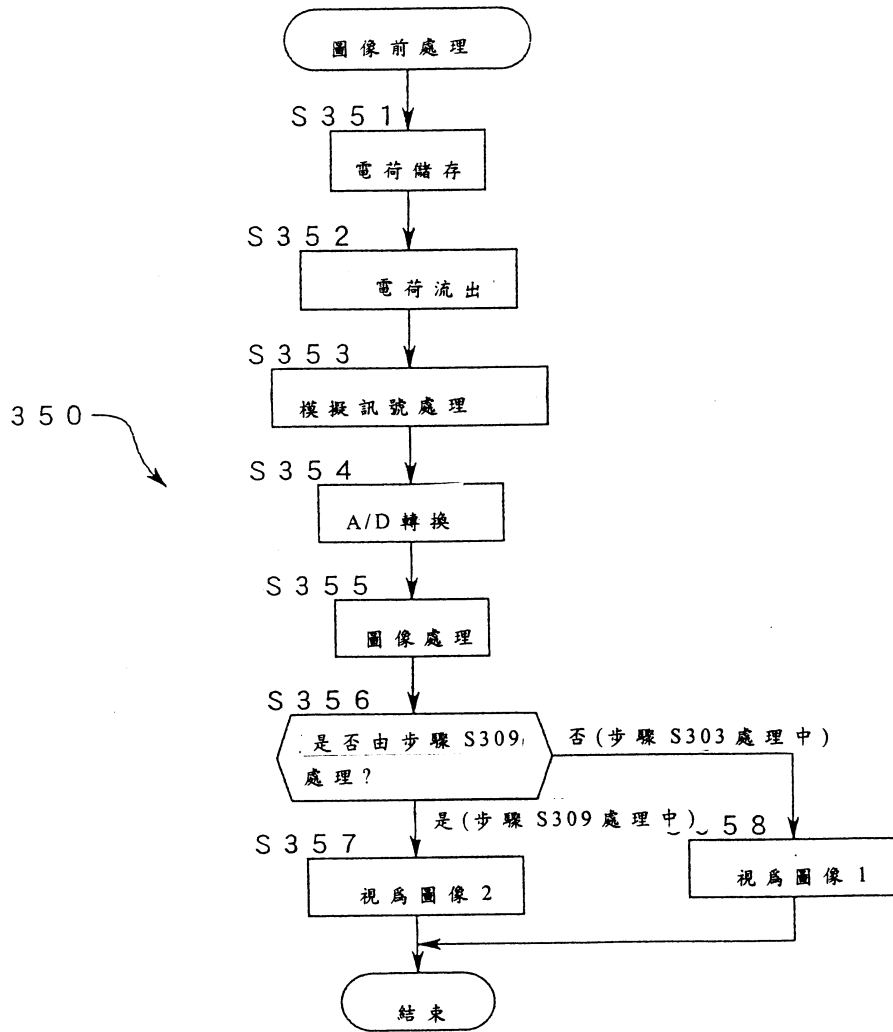 圖像前處理
S351
電荷儲存
S352
電荷流出
S353
模擬訊號處理
350
S354
A/D轉換
S355
圖像處理
S356
是否由步驟S309
處理?
否(步驟S303處理中)
是(步驟S309處理中)
58
S357
視爲圖像2
視爲圖像1
結束